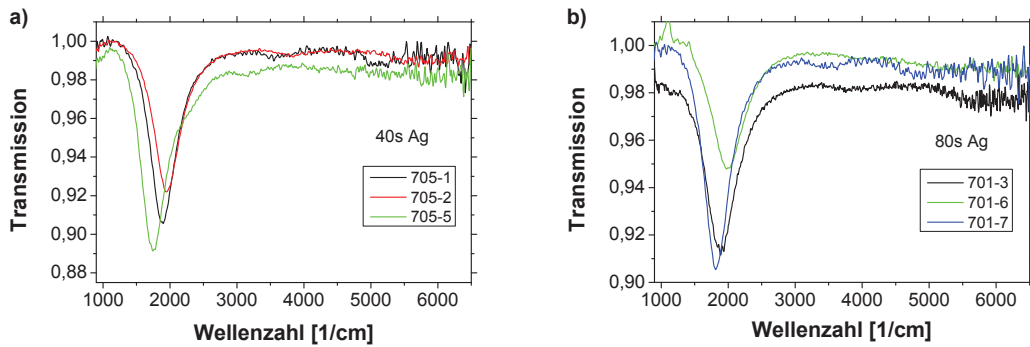 a)
Transmission
1,00
0,98
0,96
0,94
0,92
0,90
0,88
40s Ag
705-1
705-2
705-5
1000 2000 3000 4000 5000 6000
Wellenzahl [1/cm]
b)
Transmission
1,00
0,98
0,96
0,94
0,92
0,90
80s Ag
701-3
701-6
701-7
1000 2000 3000 4000 5000 6000
Wellenzahl [1/cm]